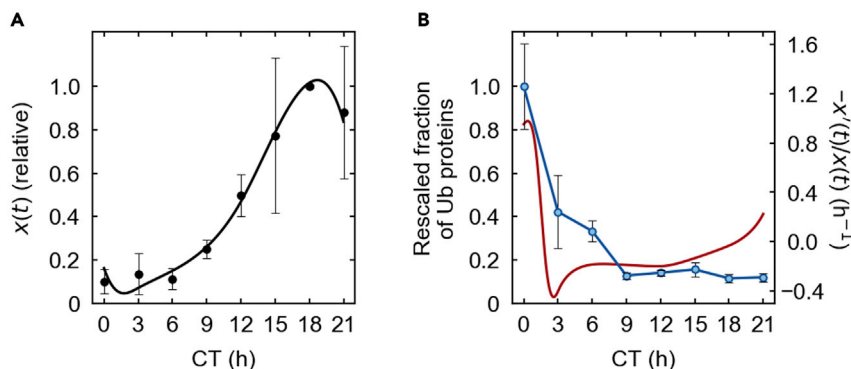 A
x(t) (relative)
1.0
0.8
0.6
0.4
0.2
0
0 3 6 9 12 15 18 21
CT (h)
B
Rescaled fraction
of Ub proteins
1.0
0.8
0.6
0.4
0.2
0
0 3 6 9 12 15 18 21
CT (h)
1.6
1.2
0.8
0.4
0.0
−0.4
−x′(t)/x(t) (h⁻¹)